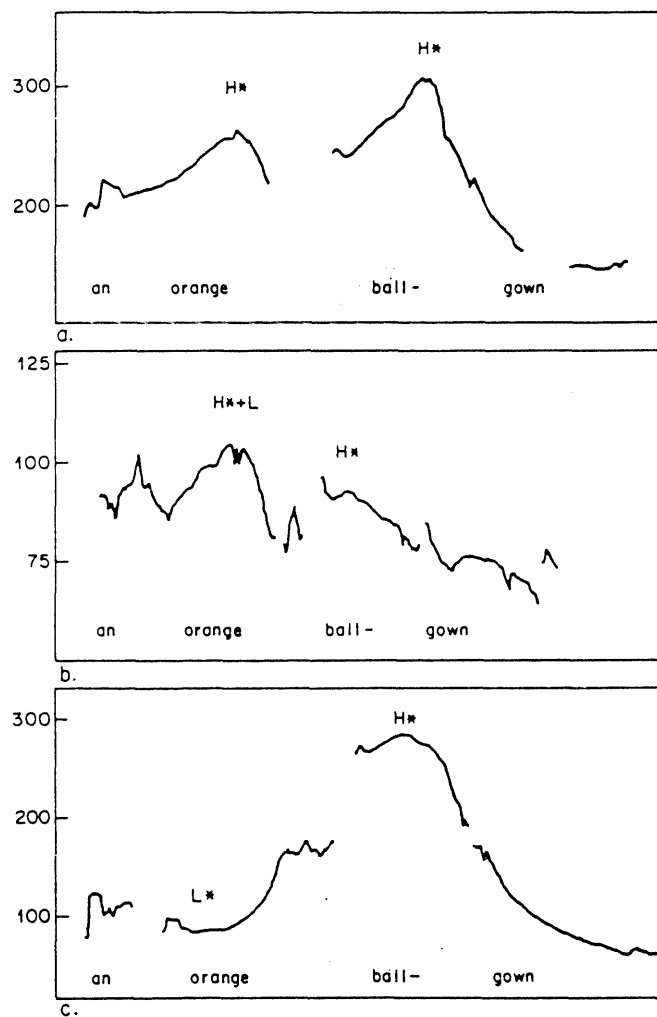 H*
H*
300
200
an orange ball- gown
a.
125
H*+L
H*
100
75
an orange ball- gown
b.
300
H*
200
L*
100
an orange ball- gown
c.